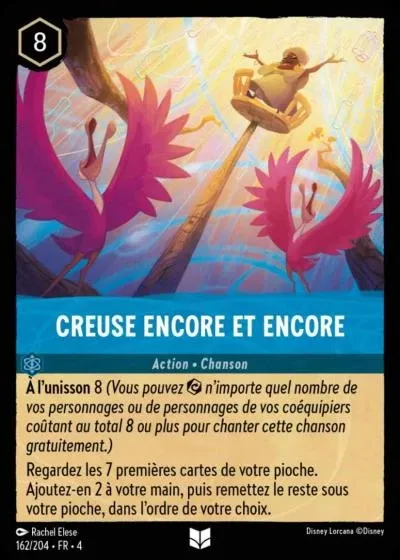 8
CREUSE ENCORE ET ENCORE
Action • Chanson
À l'unisson 8 (Vous pouvez n'importe quel nombre de
vos personnages ou de personnages de vos coéquipiers
coûtant au total 8 ou plus pour chanter cette chanson
gratuitement.)
Regardez les 7 premières cartes de votre pioche.
Ajoutez-en 2 à votre main, puis remettez le reste sous
votre pioche, dans l'ordre de votre choix.
Rachel Elese
162/204 • FR • 4
Disney Lorcana ©Disney